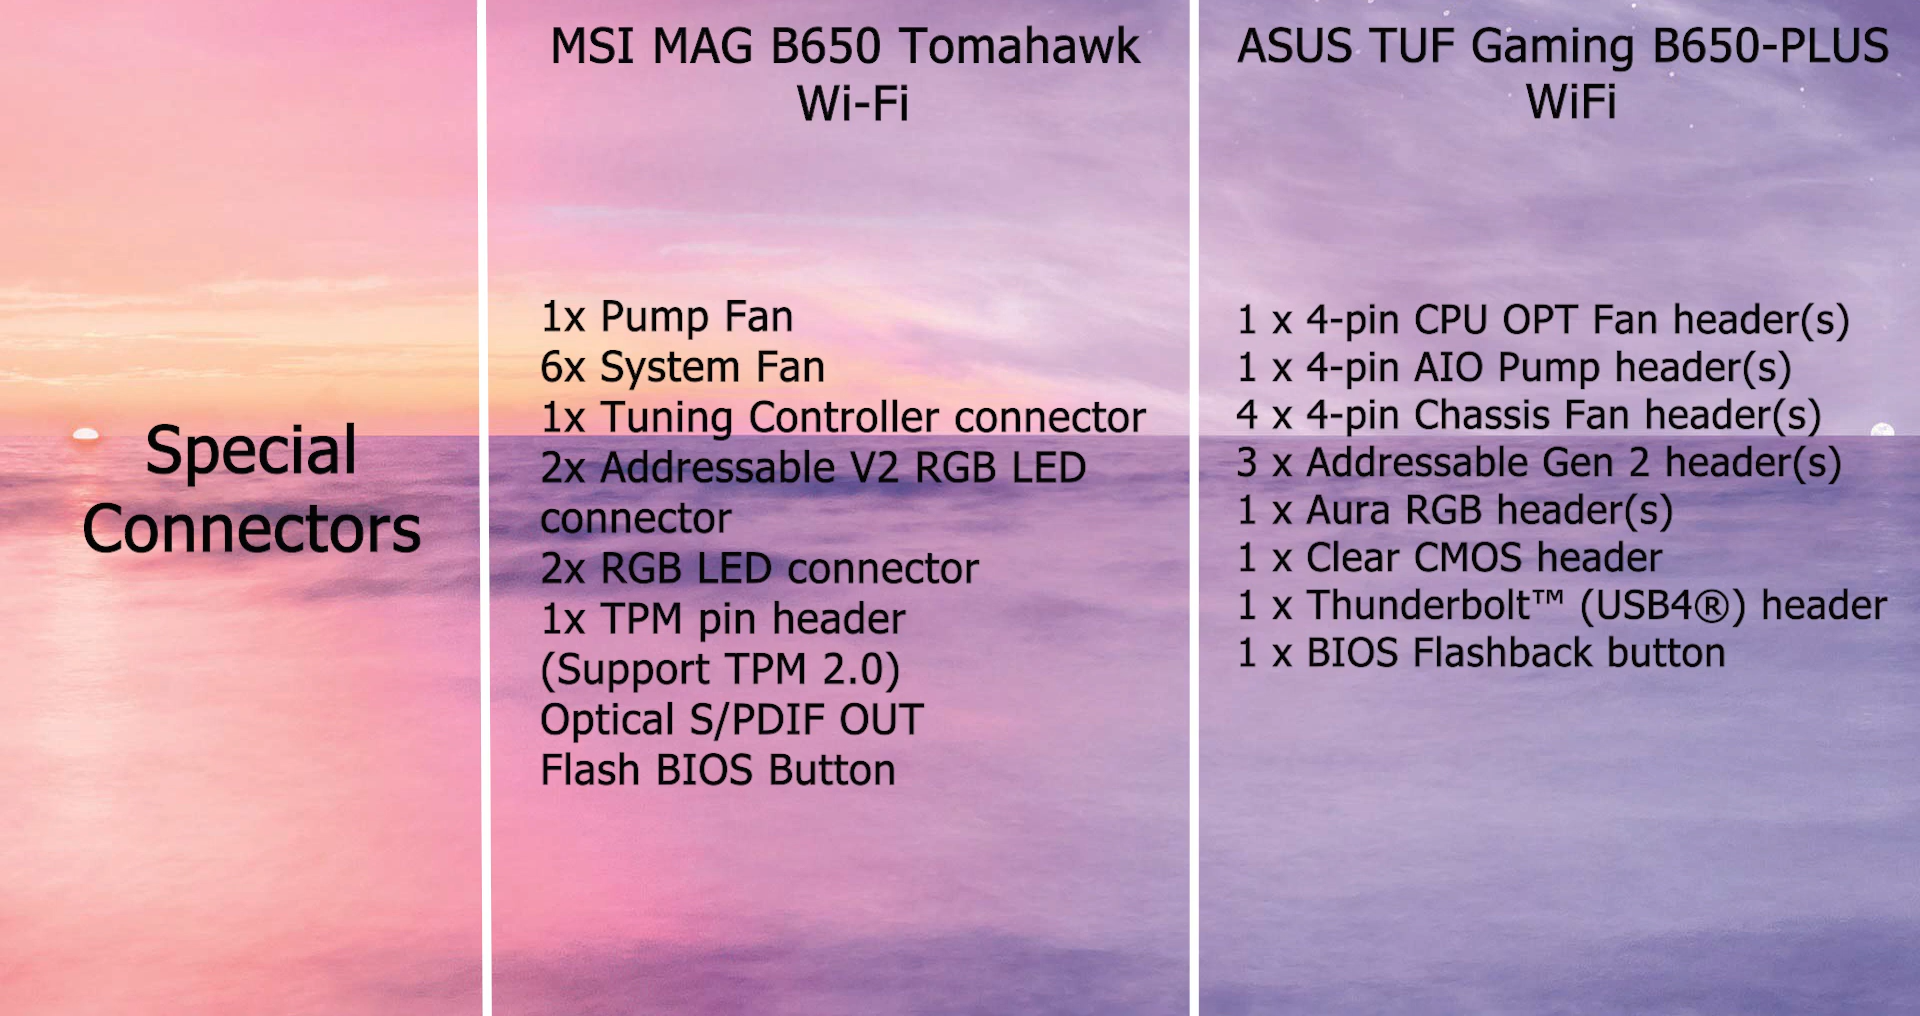 Special
Connectors
MSI MAG B650 Tomahawk
Wi-Fi
1x Pump Fan
6x System Fan
1x Tuning Controller connector
2x Addressable V2 RGB LED
connector
2x RGB LED connector
1x TPM pin header
(Support TPM 2.0)
Optical S/PDIF OUT
Flash BIOS Button
ASUS TUF Gaming B650-PLUS
WiFi
1 x 4-pin CPU OPT Fan header(s)
1 x 4-pin AIO Pump header(s)
4 x 4-pin Chassis Fan header(s)
3 x Addressable Gen 2 header(s)
1 x Aura RGB header(s)
1 x Clear CMOS header
1 x Thunderbolt™ (USB4®) header
1 x BIOS Flashback button